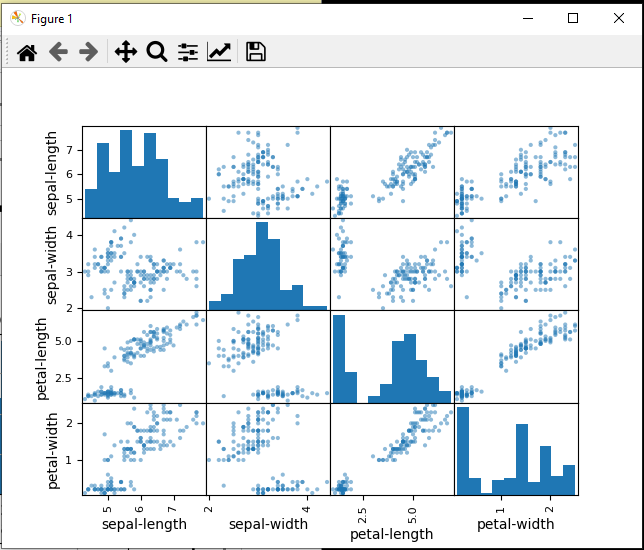 Figure 1
sepal-length
7
6
5
sepal-width
4
3
2
petal-length
5.0
2.5
petal-width
2
1
5 6 7 2 4 2.5 5.0 1 2
sepal-length sepal-width petal-length petal-width